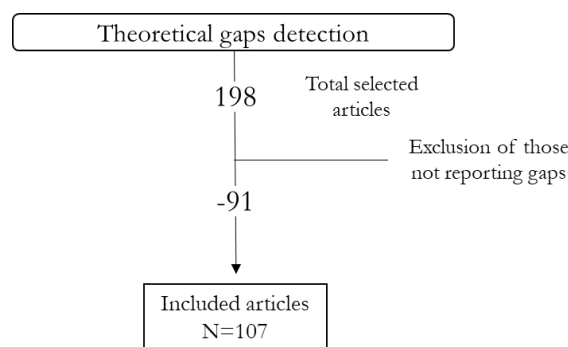 Theoretical gaps detection
198
Total selected
articles
Exclusion of those
not reporting gaps
-91
Included articles
N=107